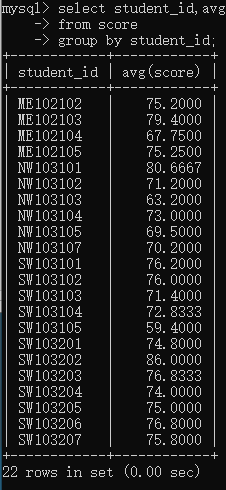 mysql> select student_id,avg
-> from score
-> group by student_id;
+------------+------------+
| student_id | avg(score) |
+------------+------------+
| ME102102 | 75.2000 |
| ME102103 | 79.4000 |
| ME102104 | 67.7500 |
| ME102105 | 75.2500 |
| NW103101 | 80.6667 |
| NW103102 | 71.2000 |
| NW103103 | 63.2000 |
| NW103104 | 73.0000 |
| NW103105 | 69.5000 |
| NW103107 | 70.2000 |
| SW103101 | 76.2000 |
| SW103102 | 76.0000 |
| SW103103 | 71.4000 |
| SW103104 | 72.8333 |
| SW103105 | 59.4000 |
| SW103201 | 74.8000 |
| SW103202 | 86.0000 |
| SW103203 | 76.8333 |
| SW103204 | 74.0000 |
| SW103205 | 75.0000 |
| SW103206 | 76.8000 |
| SW103207 | 75.8000 |
+------------+------------+
22 rows in set (0.00 sec)